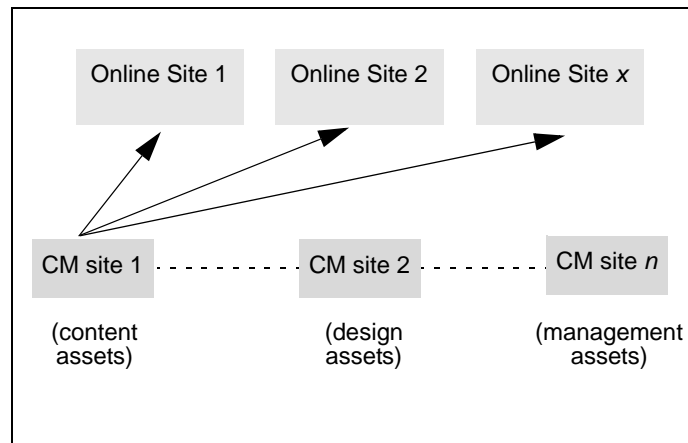 Online Site 1
Online Site 2
Online Site x
CM site 1
CM site 2
CM site n
(content
assets)
(design
assets)
(management
assets)